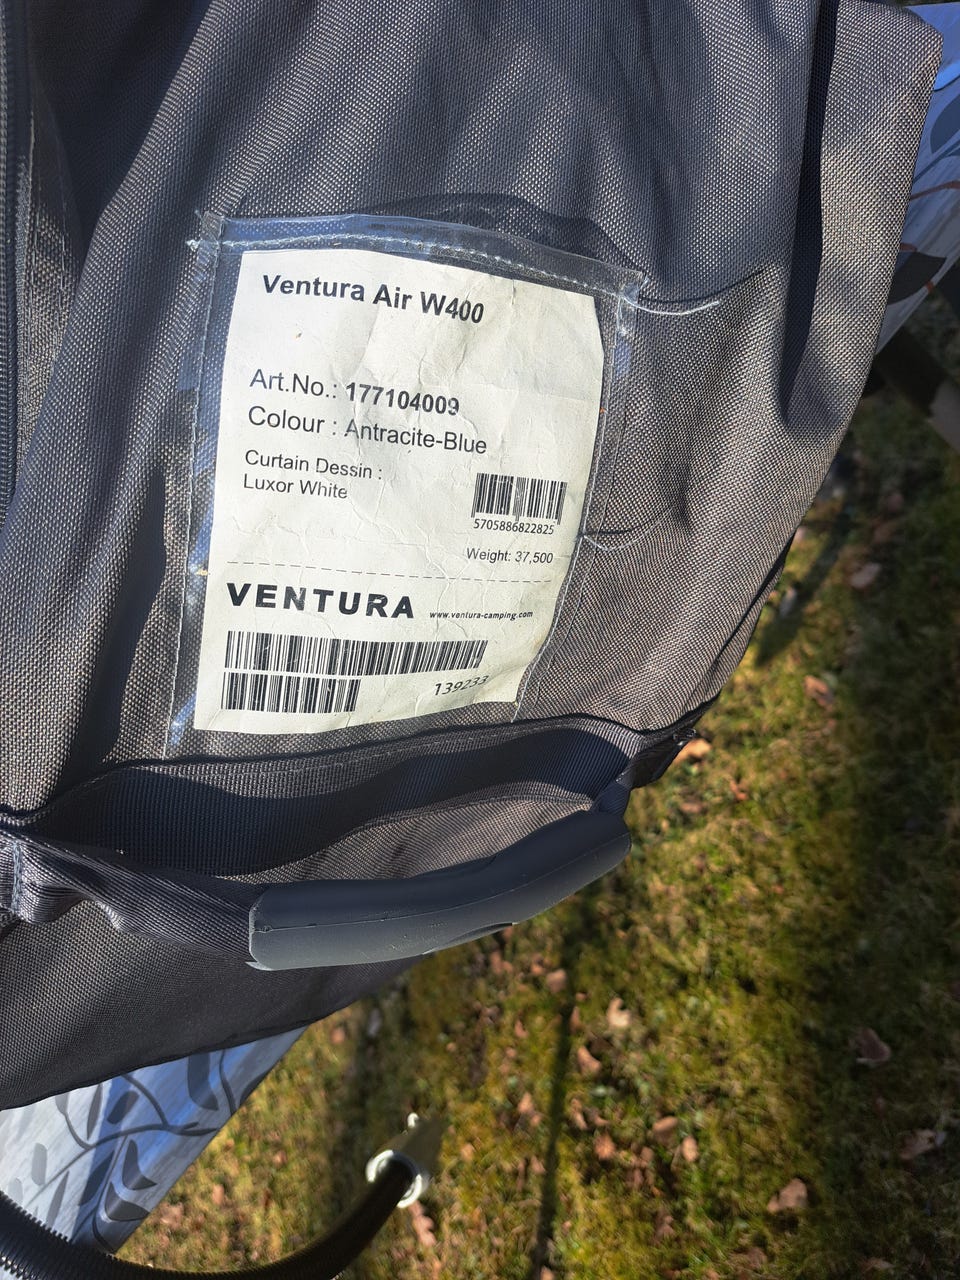 Ventura Air W400
Art.No.: 177104009
Colour : Antracite-Blue
Curtain Dessin :
Luxor White
5705886822825
Weight: 37,500
VENTURA www.ventura-camping.com
139233